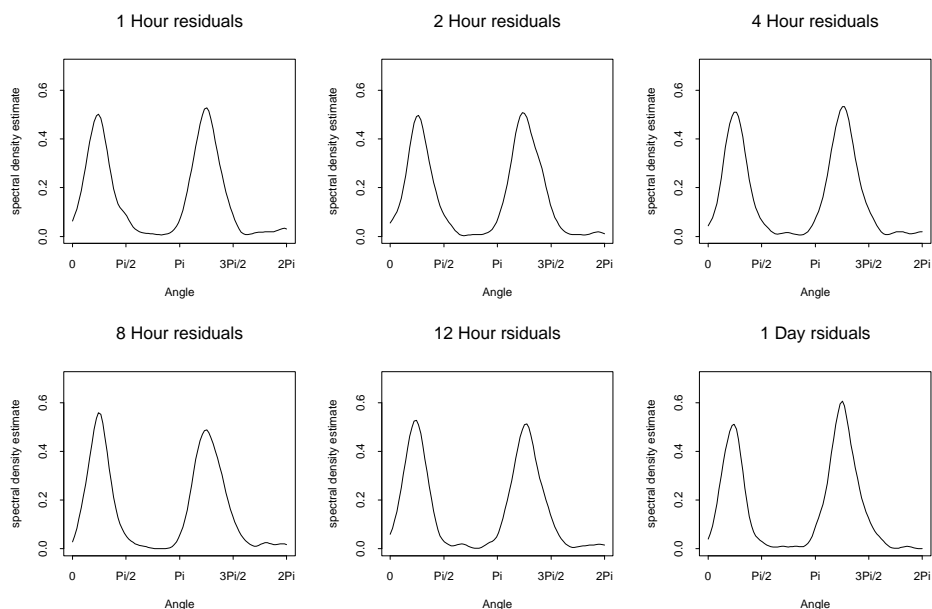 1 Hour residuals
spectral density estimate
0.0 0.2 0.4 0.6
0 Pi/2 Pi 3Pi/2 2Pi
Angle
2 Hour residuals
spectral density estimate
0.0 0.2 0.4 0.6
0 Pi/2 Pi 3Pi/2 2Pi
Angle
4 Hour residuals
spectral density estimate
0.0 0.2 0.4 0.6
0 Pi/2 Pi 3Pi/2 2Pi
Angle
8 Hour residuals
spectral density estimate
0.0 0.2 0.4 0.6
0 Pi/2 Pi 3Pi/2 2Pi
Angle
12 Hour rsiduals
spectral density estimate
0.0 0.2 0.4 0.6
0 Pi/2 Pi 3Pi/2 2Pi
Angle
1 Day rsiduals
spectral density estimate
0.0 0.2 0.4 0.6
0 Pi/2 Pi 3Pi/2 2Pi
Angle